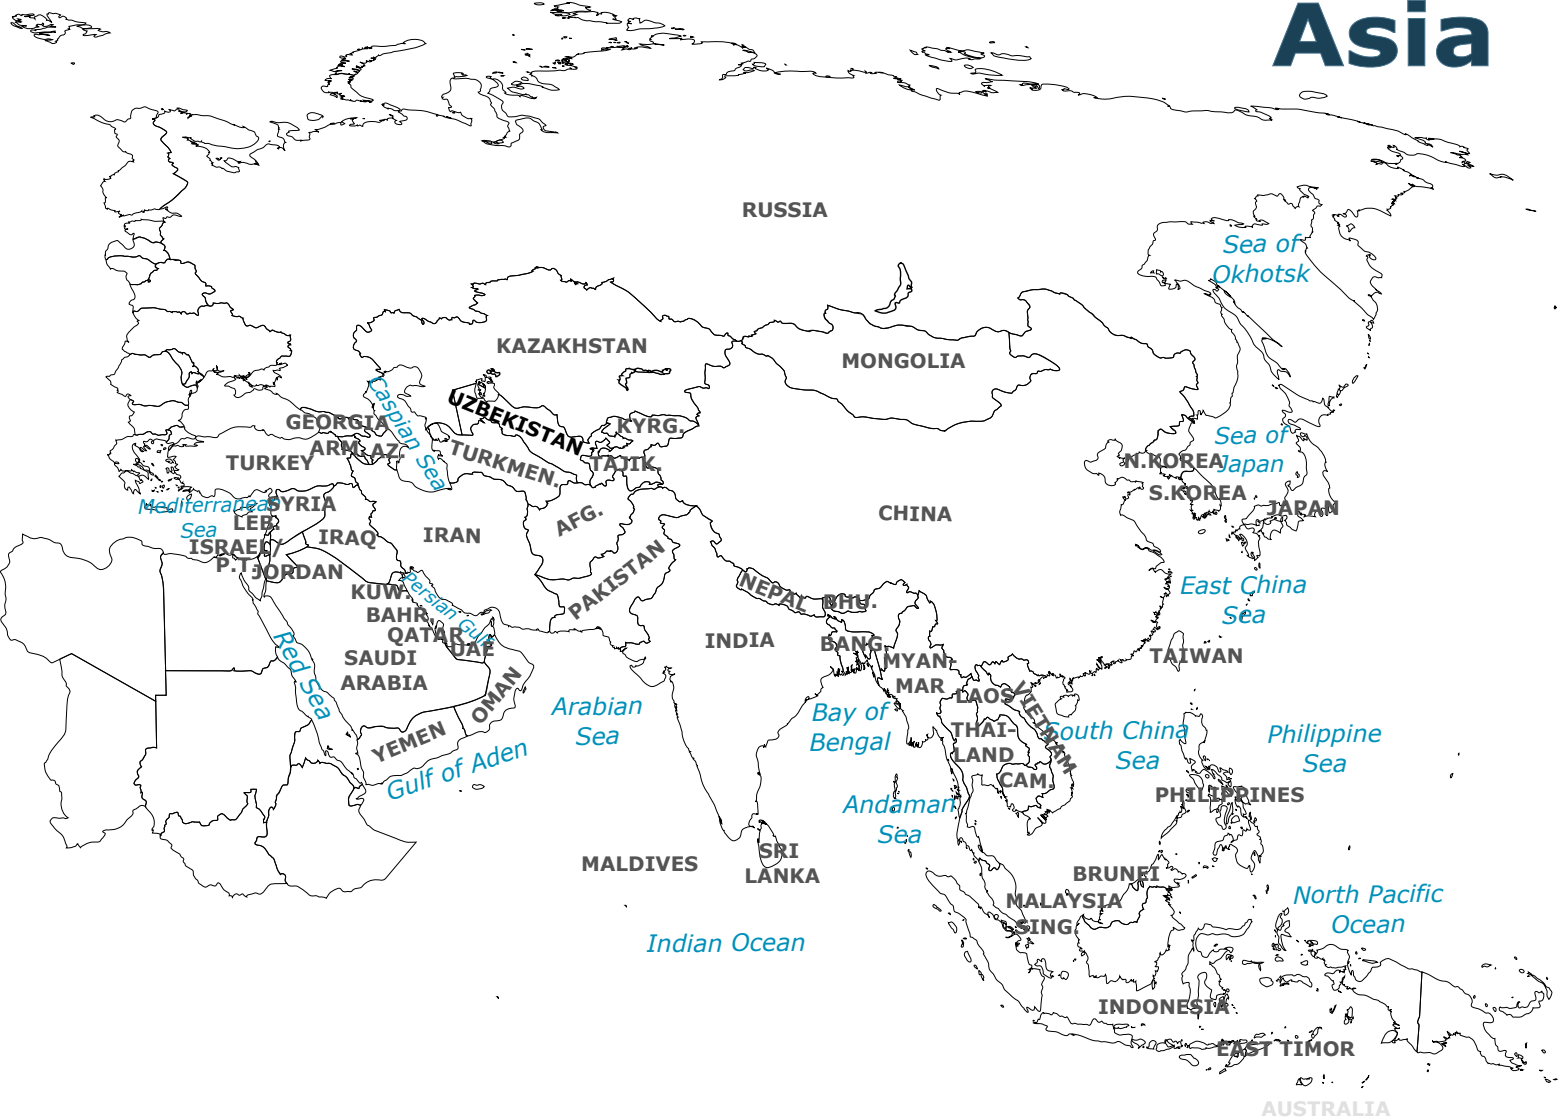 Asia
RUSSIA
Sea of
Okhotsk
KAZAKHSTAN
MONGOLIA
Caspian Sea
UZBEKISTAN
GEORGIA
KYRG.
ARM.
AZ.
TURKMEN.
TAJIK.
TURKEY
Sea of
Japan
N.KOREA
S.KOREA
JAPAN
Mediterranean
Sea
SYRIA
LEB.
ISRAEL/
P.T.
JORDAN
IRAQ
IRAN
AFG.
CHINA
PAKISTAN
NEPAL
BHU.
East China
Sea
KUW.
BAHR.
QATAR
UAE
Persian Gulf
SAUDI
ARABIA
Red Sea
OMAN
YEMEN
Gulf of Aden
Arabian
Sea
INDIA
BANG.
MYAN-
MAR
TAIWAN
LAOS
VIETNAM
THAI-
LAND
CAM.
Bay of
Bengal
South China
Sea
Philippine
Sea
PHILIPPINES
Andaman
Sea
MALDIVES
SRI
LANKA
BRUNEI
MALAYSIA
SING.
North Pacific
Ocean
Indian Ocean
INDONESIA
EAST TIMOR
AUSTRALIA